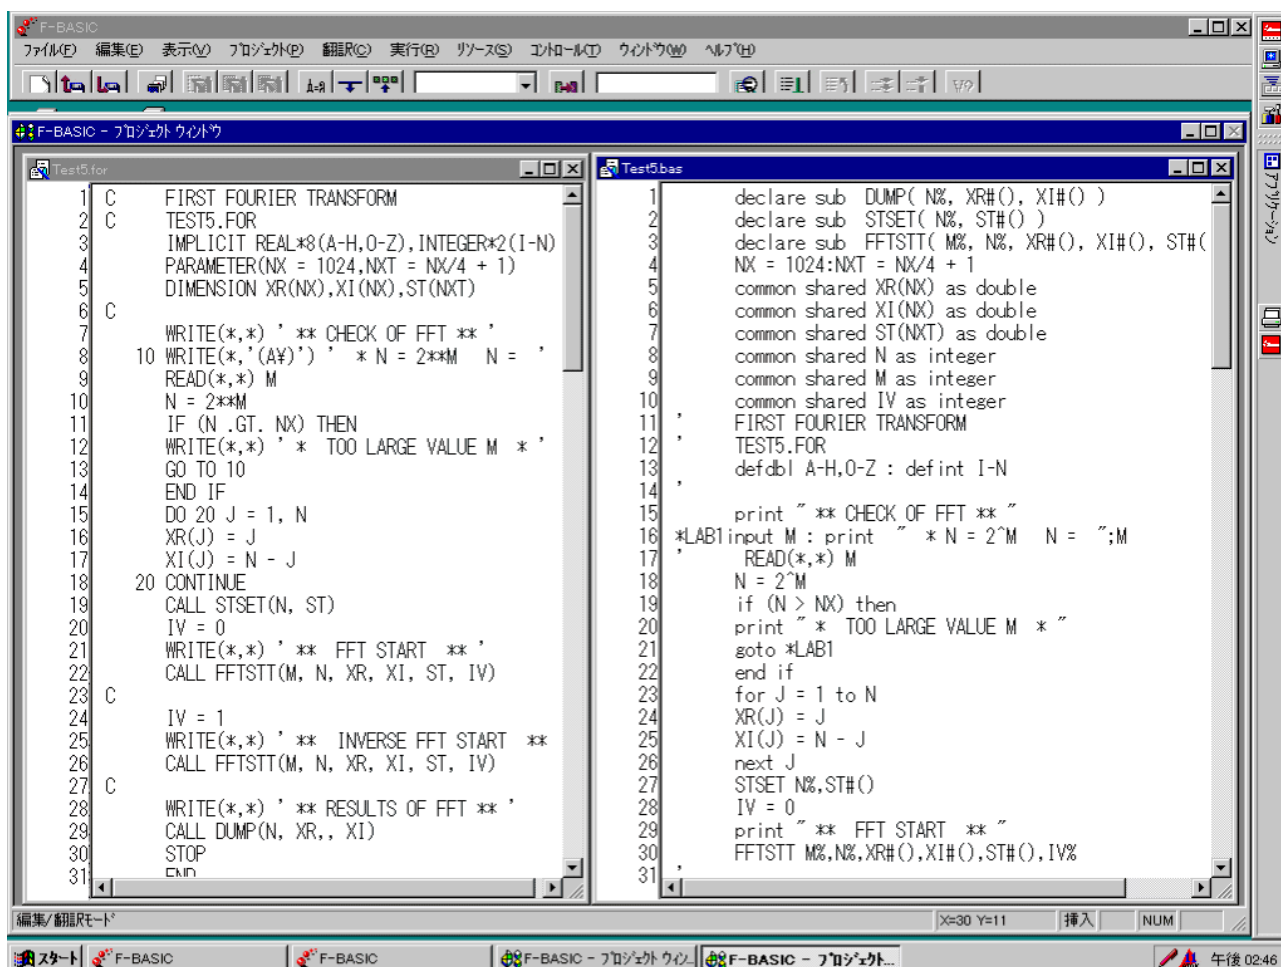 F-BASIC
ﾌｧｲﾙ(F) 編集(E) 表示(V) ﾌﾟﾛｼﾞｪｸﾄ(P) 翻訳(C) 実行(R) ﾘｿｰｽ(S) ｺﾝﾄﾛｰﾙ(T) ｳｨﾝﾄﾞｳ(W) ﾍﾙﾌﾟ(H)
F-BASIC - ﾌﾟﾛｼﾞｪｸﾄ ｳｨﾝﾄﾞｳ
Test5.for
1 C FIRST FOURIER TRANSFORM
2 C TEST5.FOR
3 IMPLICIT REAL*8(A-H,O-Z),INTEGER*2(I-N)
4 PARAMETER(NX = 1024,NXT = NX/4 + 1)
5 DIMENSION XR(NX),XI(NX),ST(NXT)
6 C
7 WRITE(*,*) ' ** CHECK OF FFT ** '
8 10 WRITE(*,'(A¥)') ' * N = 2**M N = '
9 READ(*,*) M
10 N = 2**M
11 IF (N .GT. NX) THEN
12 WRITE(*,*) ' * TOO LARGE VALUE M * '
13 GO TO 10
14 END IF
15 DO 20 J = 1, N
16 XR(J) = J
17 XI(J) = N - J
18 20 CONTINUE
19 CALL STSET(N, ST)
20 IV = 0
21 WRITE(*,*) ' ** FFT START ** '
22 CALL FFTSTT(M, N, XR, XI, ST, IV)
23 C
24 IV = 1
25 WRITE(*,*) ' ** INVERSE FFT START **
26 CALL FFTSTT(M, N, XR, XI, ST, IV)
27 C
28 WRITE(*,*) ' ** RESULTS OF FFT ** '
29 CALL DUMP(N, XR,, XI)
30 STOP
31 END
Test5.bas
1 declare sub DUMP( N%, XR#(), XI#() )
2 declare sub STSET( N%, ST#() )
3 declare sub FFTSTT( M%, N%, XR#(), XI#(), ST#(
4 NX = 1024:NXT = NX/4 + 1
5 common shared XR(NX) as double
6 common shared XI(NX) as double
7 common shared ST(NXT) as double
8 common shared N as integer
9 common shared M as integer
10 common shared IV as integer
11 ' FIRST FOURIER TRANSFORM
12 ' TEST5.FOR
13 defdbl A-H,O-Z : defint I-N
14 '
15 print " ** CHECK OF FFT ** "
16 *LAB1input M : print " * N = 2^M N = ";M
17 ' READ(*,*) M
18 N = 2^M
19 if (N > NX) then
20 print " * TOO LARGE VALUE M * "
21 goto *LAB1
22 end if
23 for J = 1 to N
24 XR(J) = J
25 XI(J) = N - J
26 next J
27 STSET N%,ST#()
28 IV = 0
29 print " ** FFT START ** "
30 FFTSTT M%,N%,XR#(),XI#(),ST#(),IV%
31 '
アプリケーション
編集/翻訳ﾓｰﾄﾞ X=30 Y=11 挿入 NUM
スタート F-BASIC F-BASIC F-BASIC - ﾌﾟﾛｼﾞｪｸﾄ ｳｨﾝ... F-BASIC - ﾌﾟﾛｼﾞｪｸﾄ... 午後 02:46